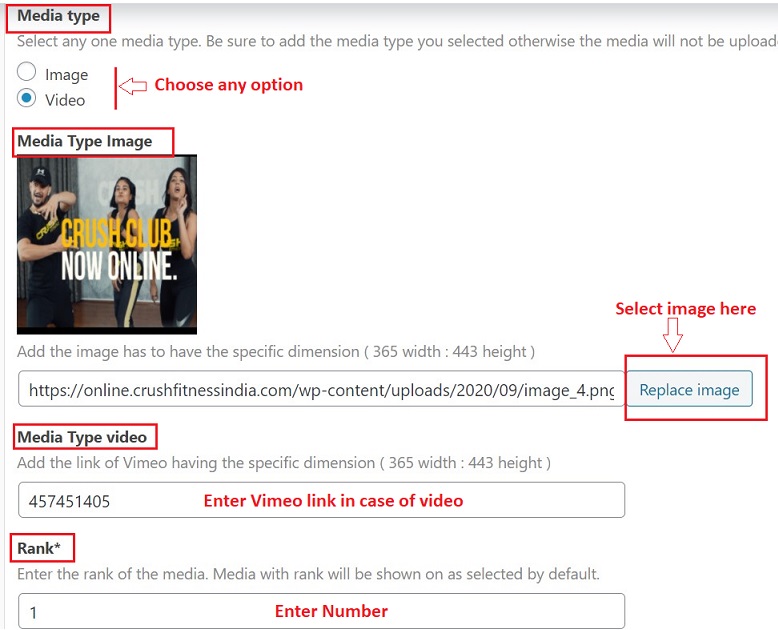 Media type
Select any one media type. Be sure to add the media type you selected otherwise the media will not be upload
Image
Video
Choose any option
Media Type Image
CRUSH CLUB
NOW ONLINE.
Select image here
Add the image has to have the specific dimension ( 365 width : 443 height )
https://online.crushfitnessindia.com/wp-content/uploads/2020/09/image_4.png
Replace image
Media Type video
Add the link of Vimeo having the specific dimension ( 365 width : 443 height )
457451405 Enter Vimeo link in case of video
Rank*
Enter the rank of the media. Media with rank will be shown on as selected by default.
1 Enter Number